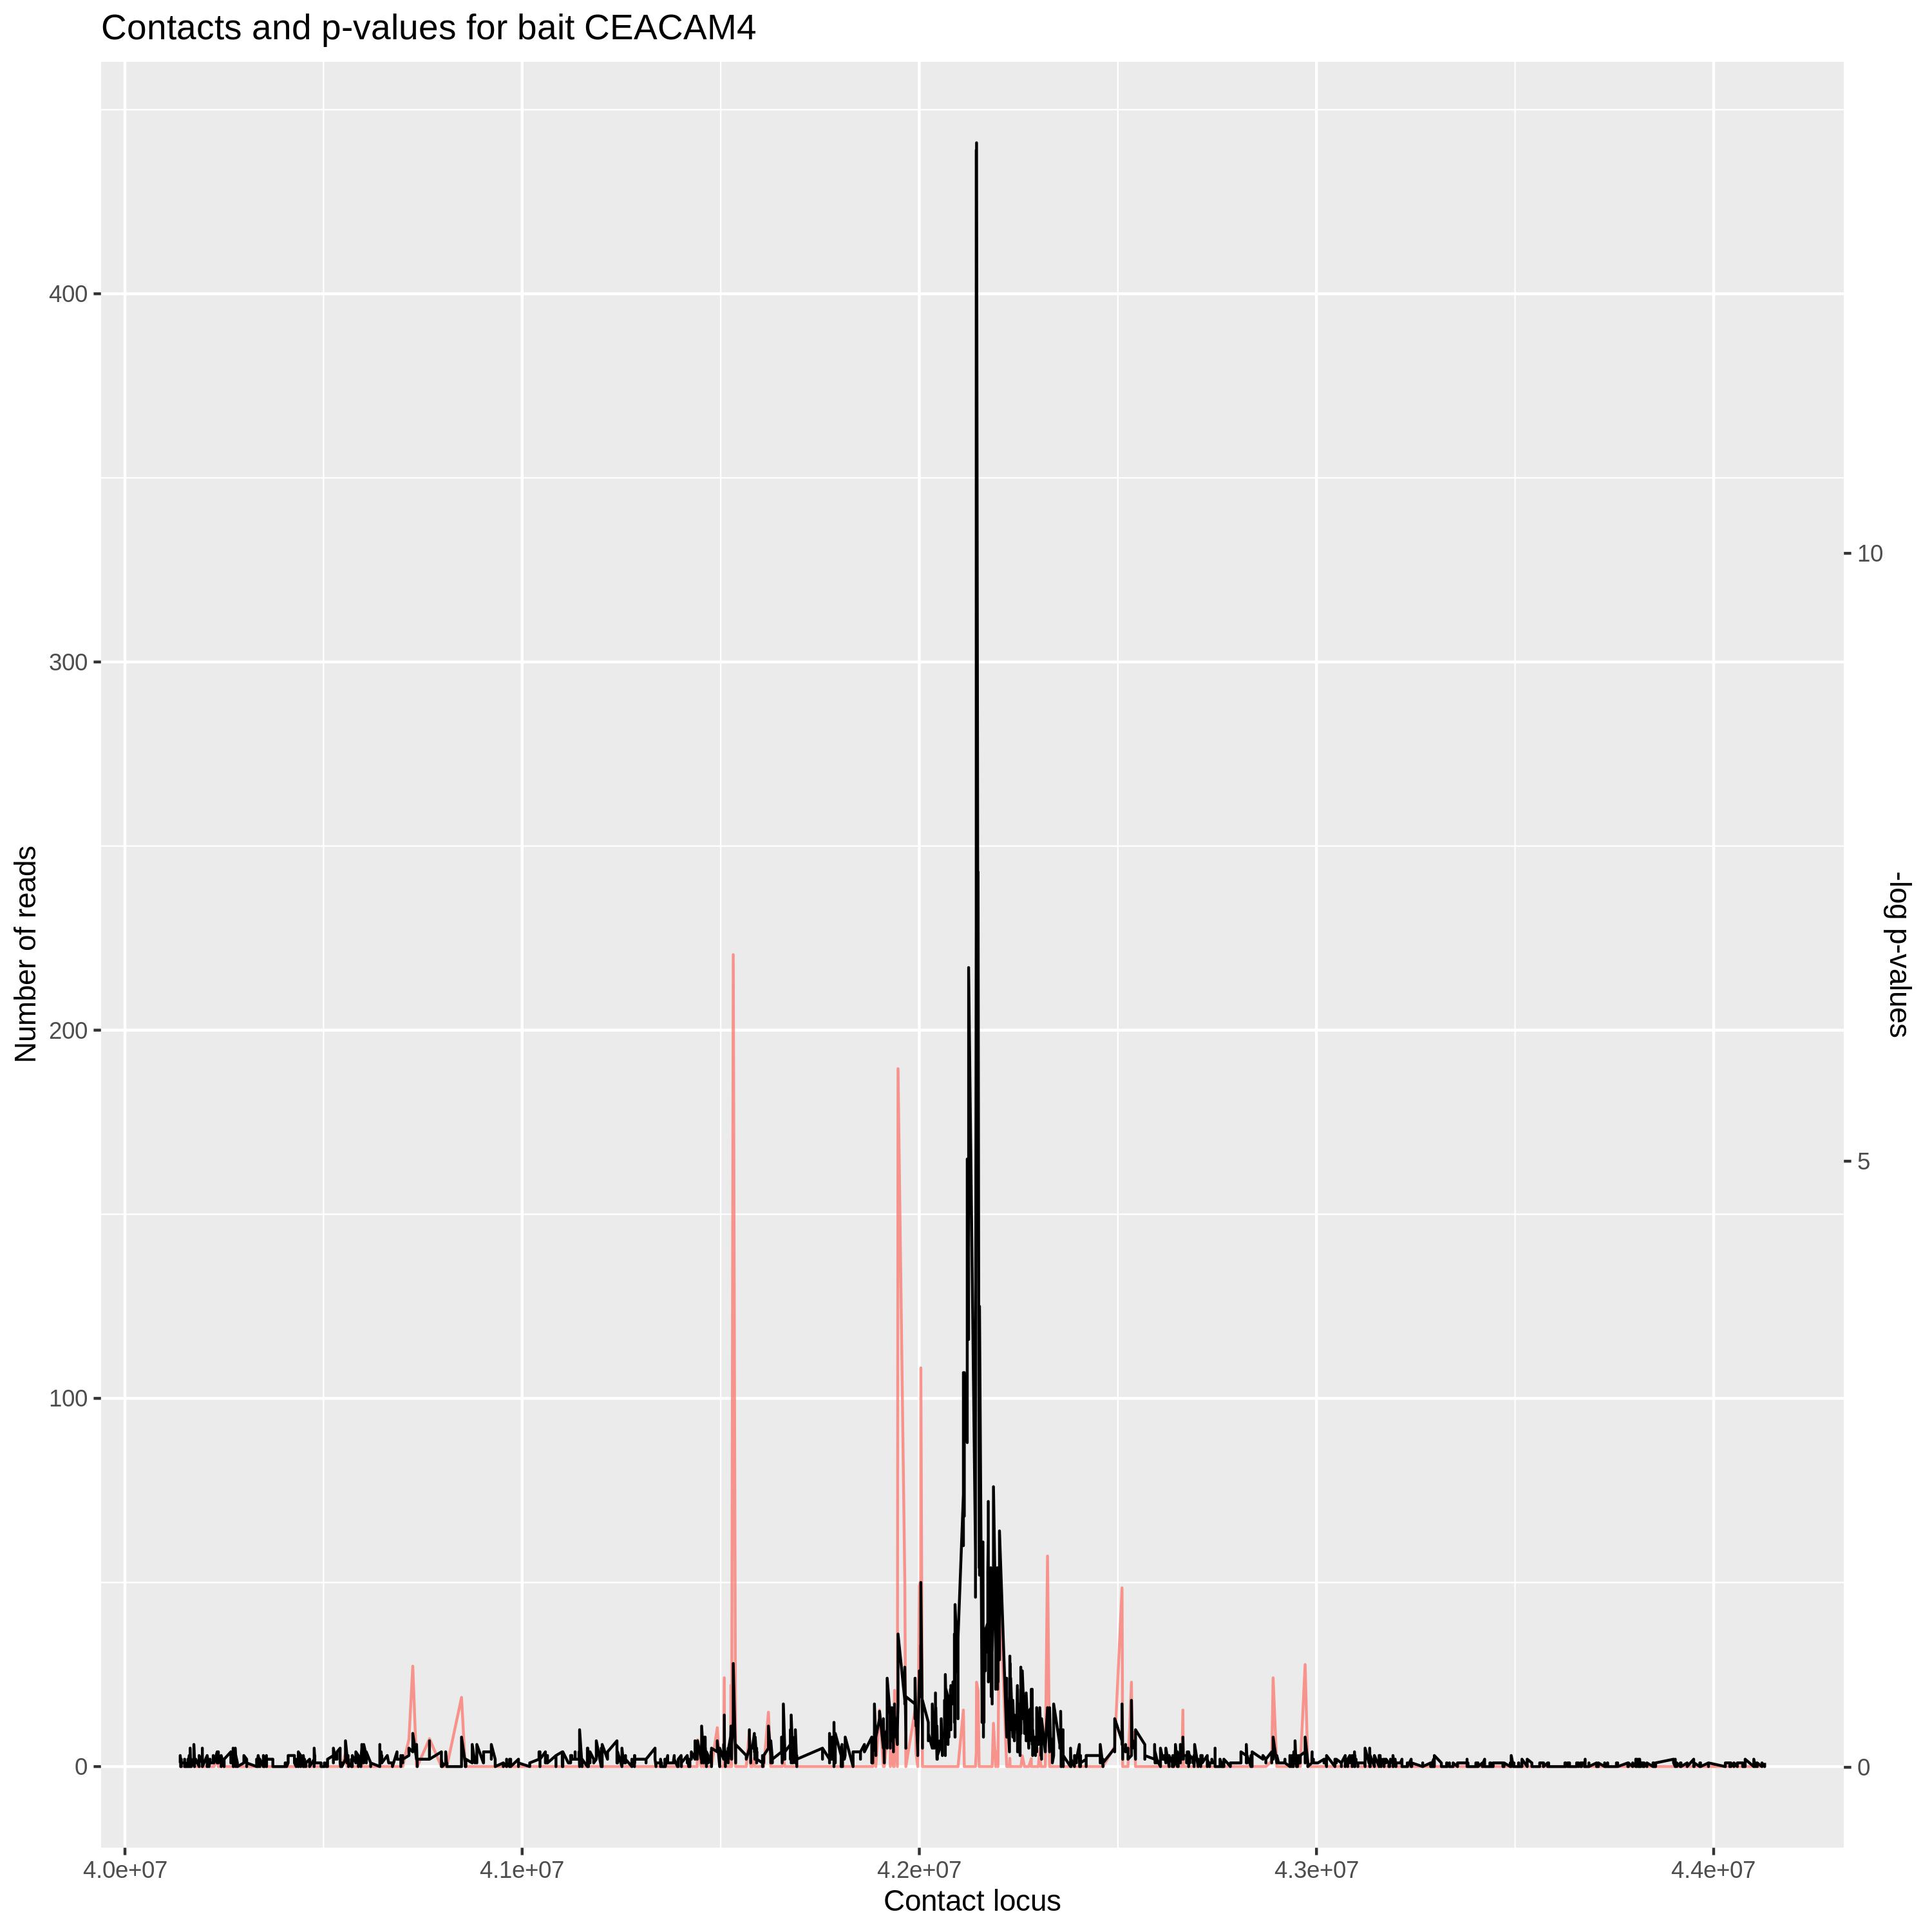 Contacts and p-values for bait CEACAM4
400
300
200
100
0
Number of reads
10
5
0
-log p-values
4.0e+07
4.1e+07
4.2e+07
4.3e+07
4.4e+07
Contact locus